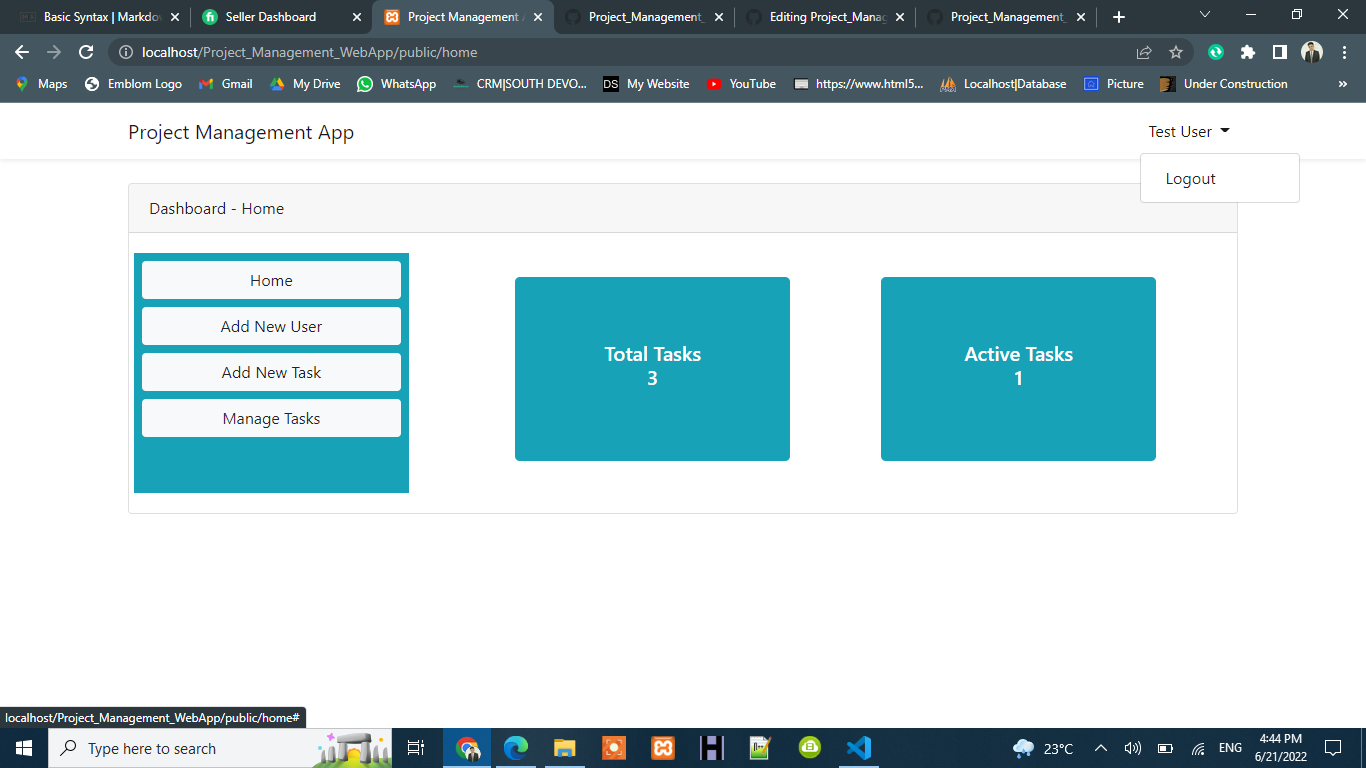 Basic Syntax | Markdo
Seller Dashboard
Project Management A
Project_Management_
Editing Project_Manag
Project_Management_
localhost/Project_Management_WebApp/public/home
Maps
Emblom Logo
Gmail
My Drive
WhatsApp
CRM|SOUTH DEVO...
DS
My Website
YouTube
https://www.html5...
Localhost|Database
Picture
Under Construction
»
Project Management App
Test User
Logout
Dashboard - Home
Home
Add New User
Add New Task
Manage Tasks
Total Tasks
3
Active Tasks
1
localhost/Project_Management_WebApp/public/home#
Type here to search
23°C
ENG
4:44 PM
6/21/2022